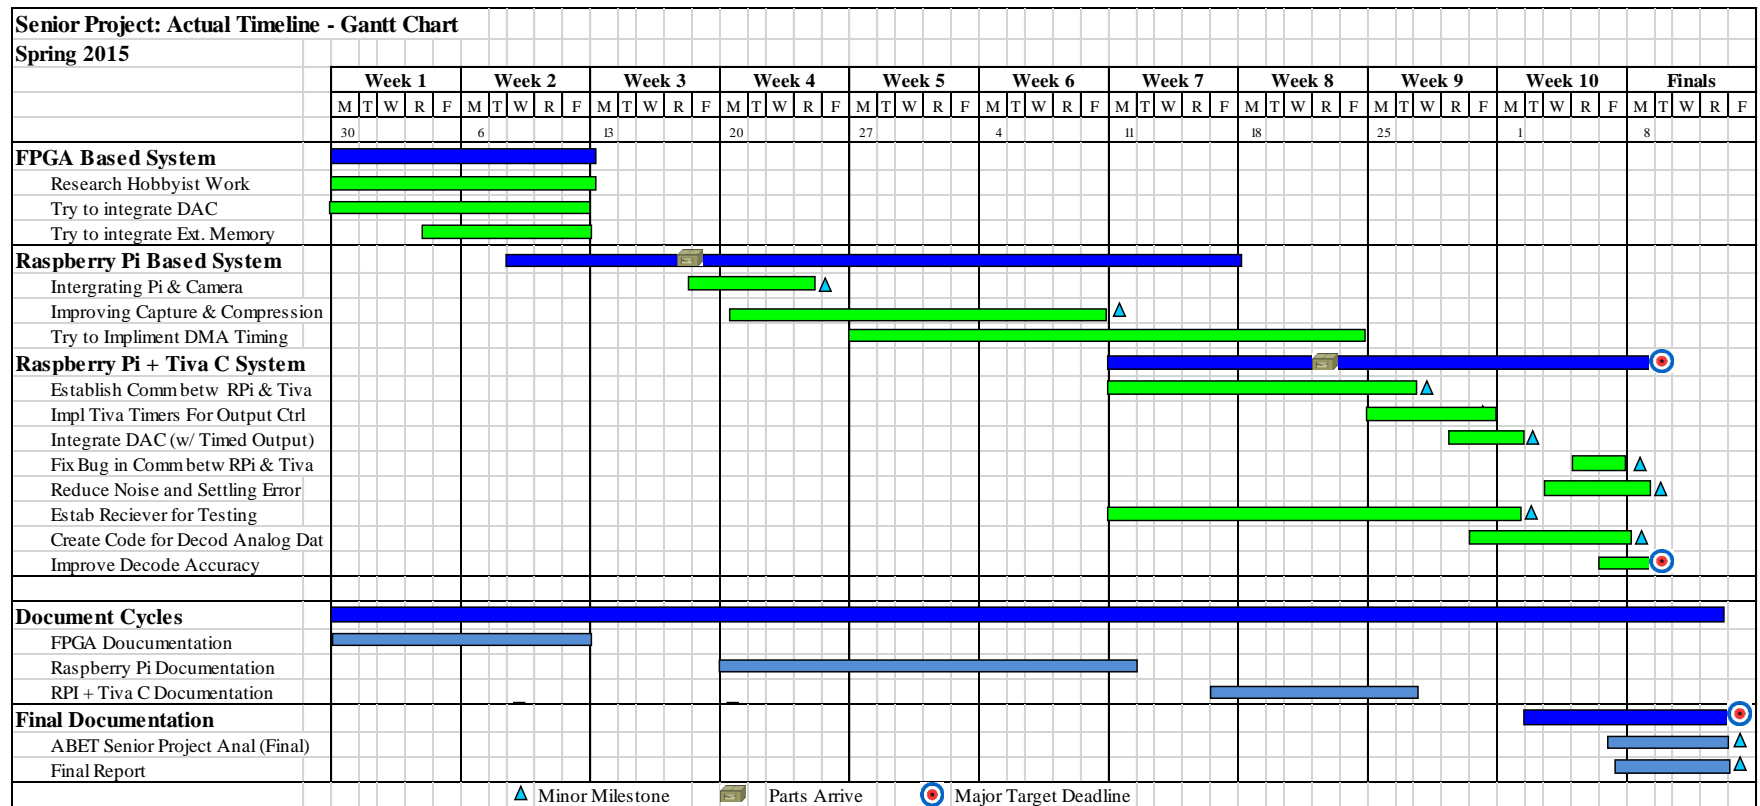 Senior Project: Actual Timeline - Gantt Chart
Spring 2015
Week 1 Week 2 Week 3 Week 4 Week 5 Week 6 Week 7 Week 8 Week 9 Week 10 Finals
M T W R F M T W R F M T W R F M T W R F M T W R F M T W R F M T W R F M T W R F M T W R F M T W R F M T W R F
30 6 13 20 27 4 11 18 25 1 8
FPGA Based System
Research Hobbyist Work
Try to integrate DAC
Try to integrate Ext. Memory
Raspberry Pi Based System
Intergrating Pi & Camera
Improving Capture & Compression
Try to Impliment DMA Timing
Raspberry Pi + Tiva C System
Establish Comm betw RPi & Tiva
Impl Tiva Timers For Output Ctrl
Integrate DAC (w/ Timed Output)
Fix Bug in Comm betw RPi & Tiva
Reduce Noise and Settling Error
Estab Reciever for Testing
Create Code for Decod Analog Dat
Improve Decode Accuracy
Document Cycles
FPGA Doucumentation
Raspberry Pi Documentation
RPI + Tiva C Documentation
Final Documentation
ABET Senior Project Anal (Final)
Final Report
Minor Milestone Parts Arrive Major Target Deadline